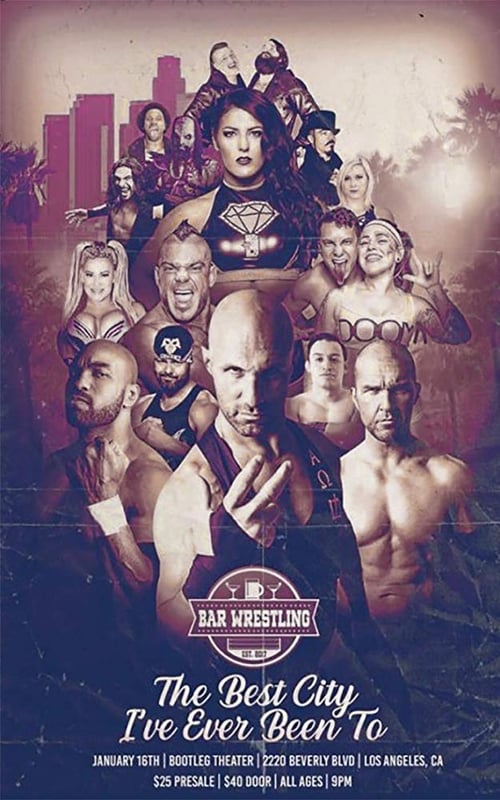 DOOM
BAR WRESTLING
EST. 2017
The Best City
I've Ever Been To
JANUARY 16TH | BOOTLEG THEATER | 2220 BEVERLY BLVD | LOS ANGELES, CA
$25 PRESALE | $40 DOOR | ALL AGES | 9PM